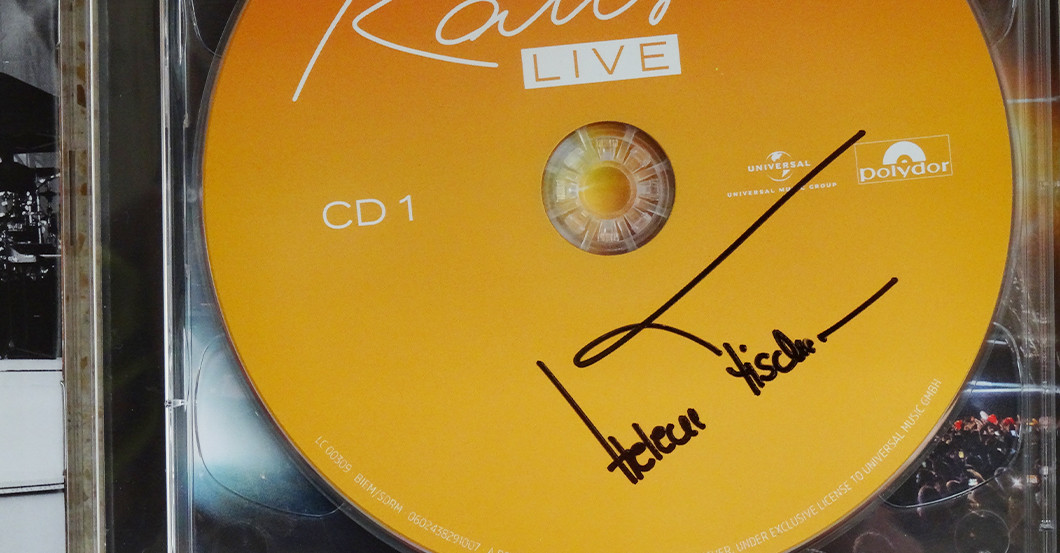 LIVE
CD 1
UNIVERSAL
UNIVERSAL MUSIC GROUP
polydor
Helene Fischer
LC 00309 BIEM/SDRM 0602438291007 A
UNDER EXCLUSIVE LICENSE TO UNIVERSAL MUSIC GMBH